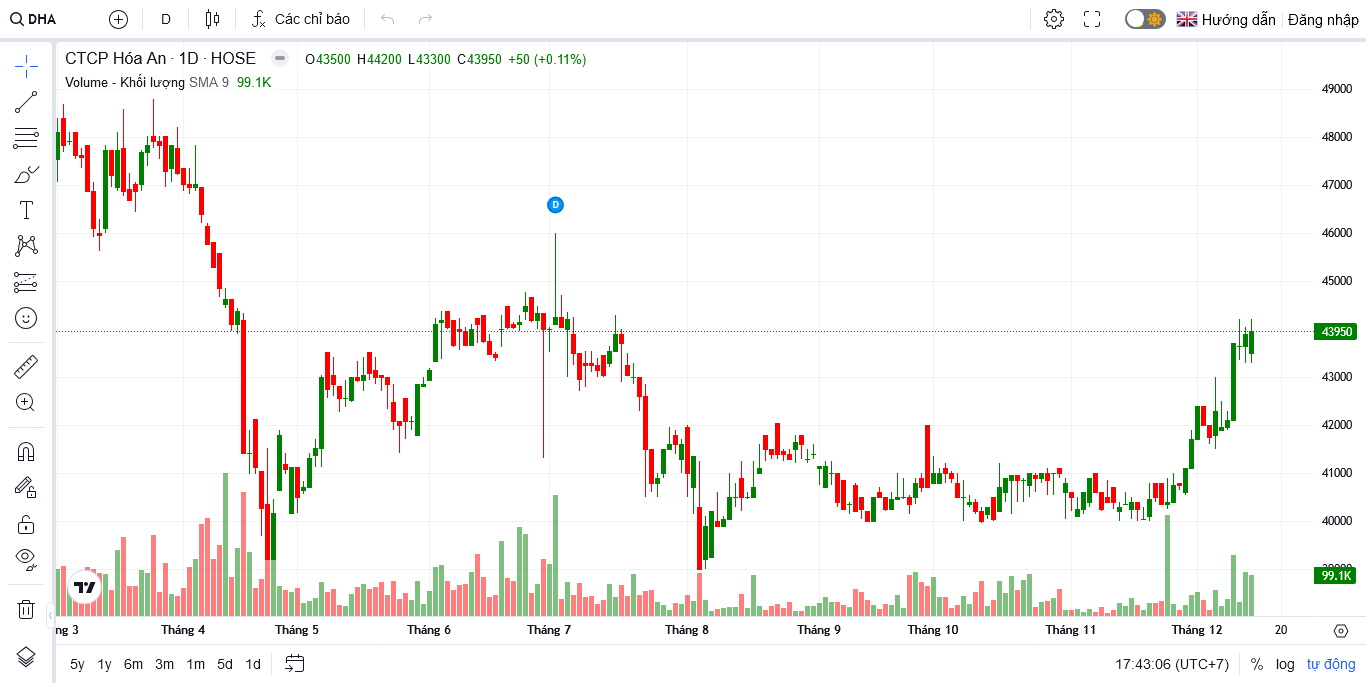 DHA D Các chỉ báo Hướng dẫn Đăng nhập
CTCP Hóa An · 1D · HOSE O43500 H44200 L43300 C43950 +50 (+0.11%)
Volume - Khối lượng SMA 9 99.1K
49000
48000
47000
D
46000
45000
43950
43000
42000
41000
40000
99.1K
ng 3 Tháng 4 Tháng 5 Tháng 6 Tháng 7 Tháng 8 Tháng 9 Tháng 10 Tháng 11 Tháng 12 20
5y 1y 6m 3m 1m 5d 1d 17:43:06 (UTC+7) % log tự động